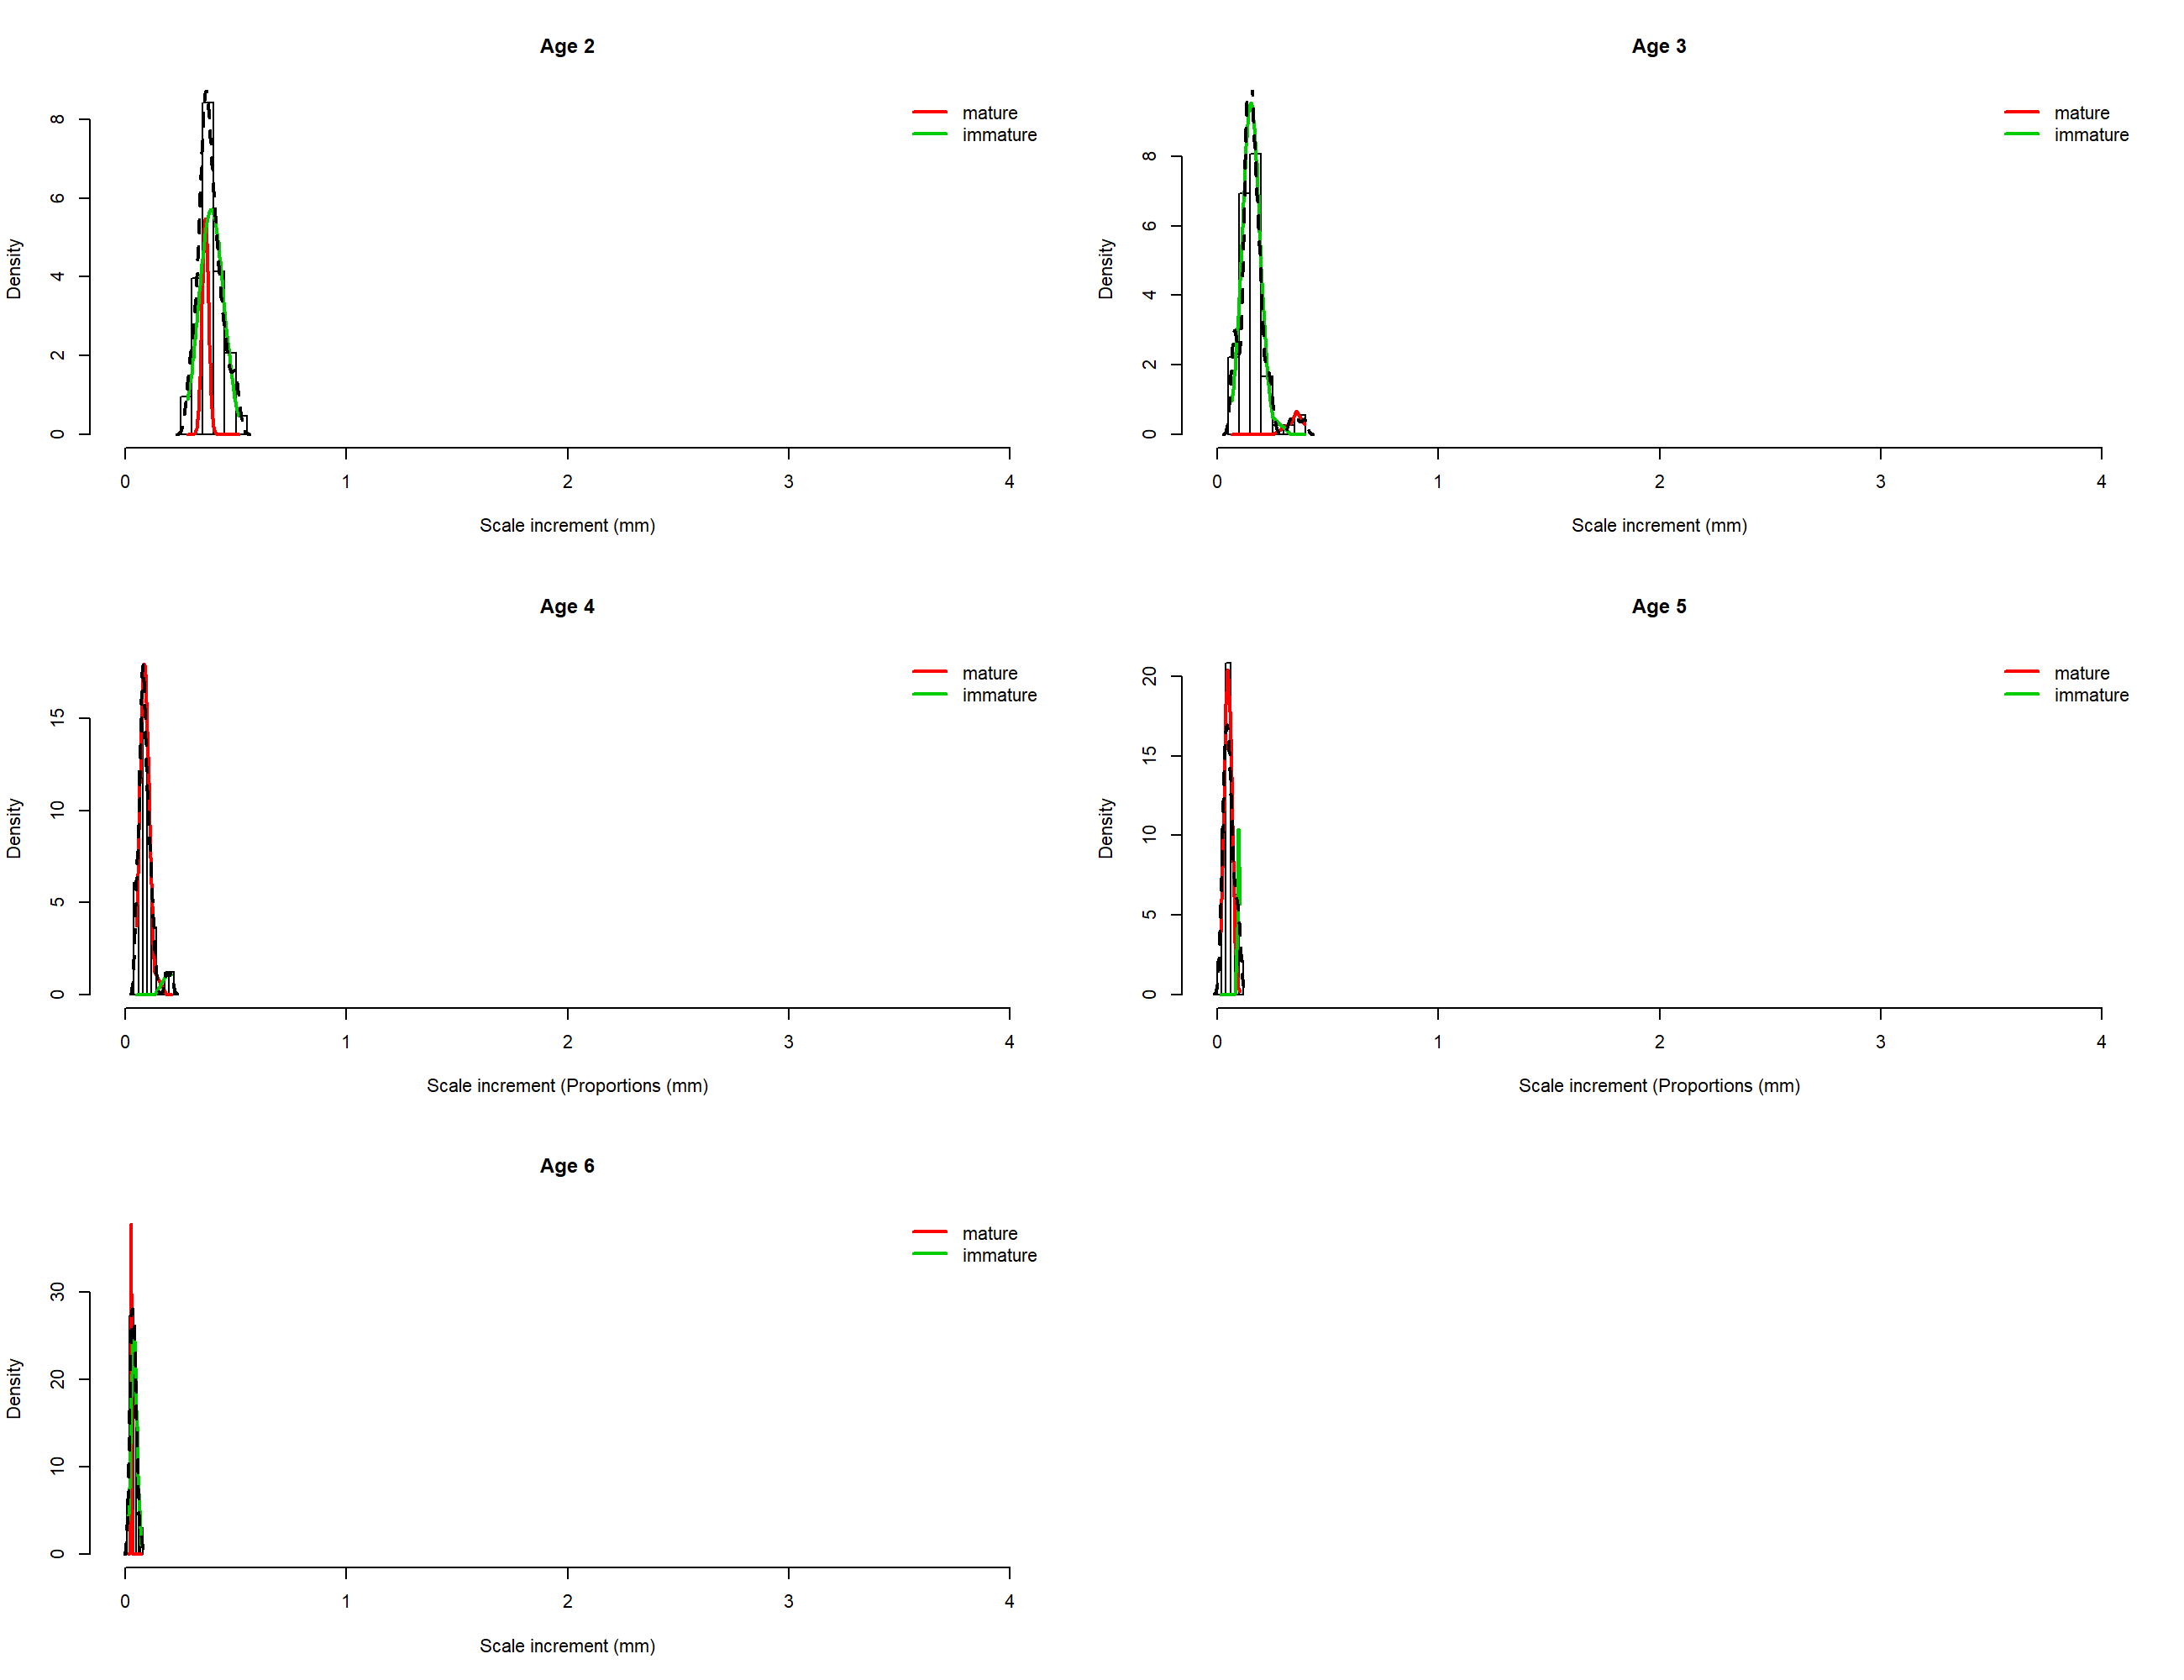 Age 2
mature
immature
Density
0 2 4 6 8
0 1 2 3 4
Scale increment (mm)
Age 3
mature
immature
Density
0 2 4 6 8
0 1 2 3 4
Scale increment (mm)
Age 4
mature
immature
Density
0 5 10 15
0 1 2 3 4
Scale increment (Proportions (mm)
Age 5
mature
immature
Density
0 5 10 15 20
0 1 2 3 4
Scale increment (Proportions (mm)
Age 6
mature
immature
Density
0 10 20 30
0 1 2 3 4
Scale increment (mm)